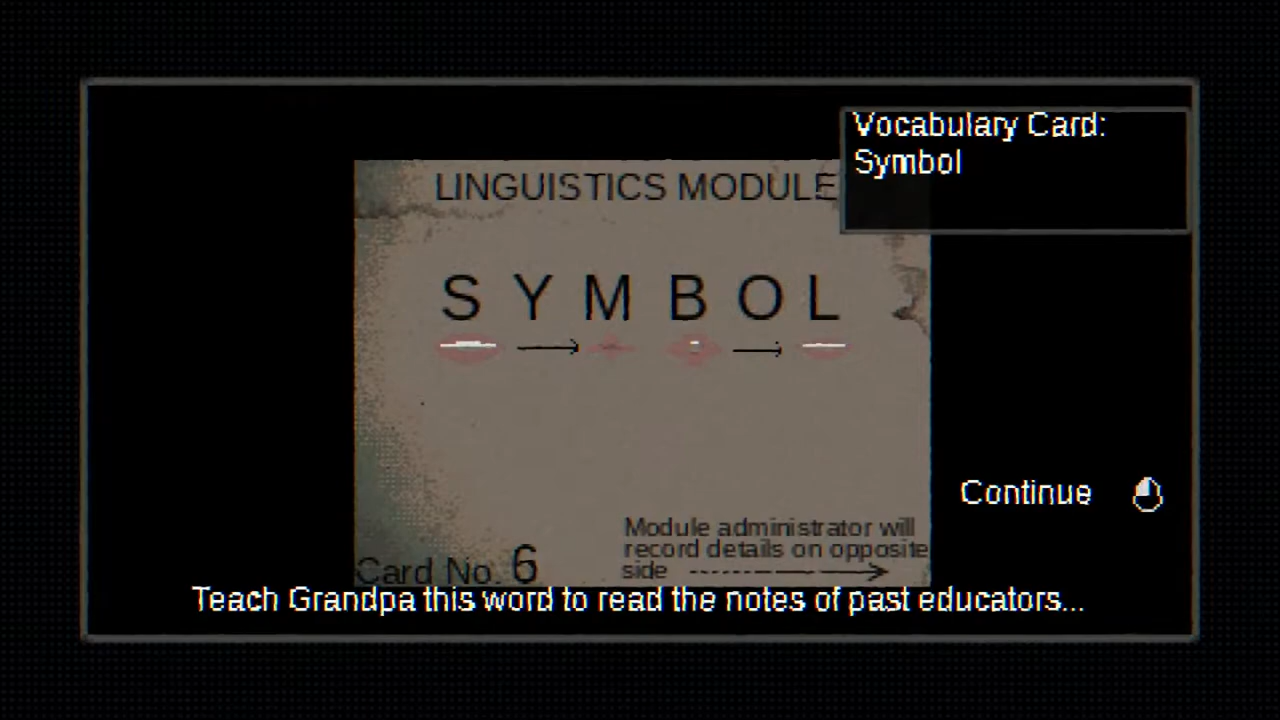 Vocabulary Card:
Symbol
LINGUISTICS MODULE
S Y M B O L
Continue
Module administrator will
record details on opposite
side
Card No. 6
Teach Grandpa this word to read the notes of past educators...